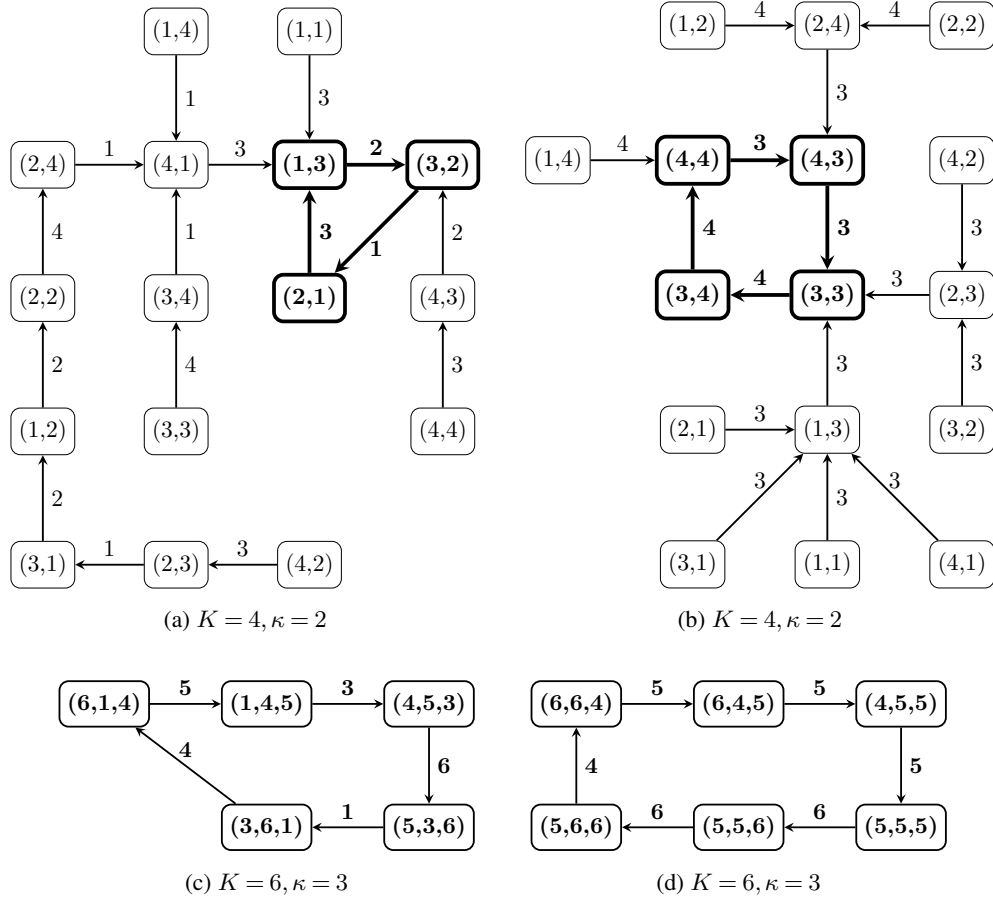 (1,4) (1,1)
1 3
(2,4) 1 (4,1) 3 (1,3) 2 (3,2)
4 1 3 1 2
(2,2) (3,4) (2,1) (4,3)
2 4 3
(1,2) (3,3) (4,4)
2
(3,1) 1 (2,3) 3 (4,2)
(a) K = 4, κ = 2
(1,2) 4 (2,4) 4 (2,2)
3
(1,4) 4 (4,4) 3 (4,3) (4,2)
4 3 3
(3,4) 4 (3,3) 3 (2,3)
3 3
(2,1) 3 (1,3) (3,2)
3 3 3
(3,1) (1,1) (4,1)
(b) K = 4, κ = 2
(6,1,4) 5 (1,4,5) 3 (4,5,3)
4 6
(3,6,1) 1 (5,3,6)
(c) K = 6, κ = 3
(6,6,4) 5 (6,4,5) 5 (4,5,5)
4 5
(5,6,6) 6 (5,5,6) 6 (5,5,5)
(d) K = 6, κ = 3